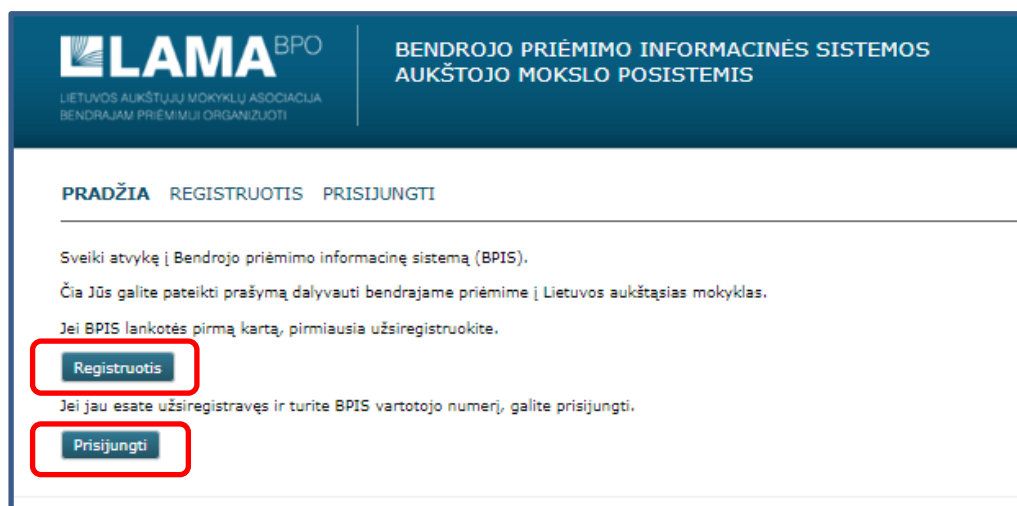 LAMA BPO
LIETUVOS AUKŠTŲJŲ MOKYKLŲ ASOCIACIJA
BENDRAJAM PRIĖMIMUI ORGANIZUOTI
BENDROJO PRIĖMIMO INFORMACINĖS SISTEMOS
AUKŠTOJO MOKSLO POSISTEMIS
PRADŽIA REGISTRUOTIS PRISIJUNGTI
Sveiki atvykę į Bendrojo priėmimo informacinę sistemą (BPIS).
Čia Jūs galite pateikti prašymą dalyvauti bendrajame priėmime į Lietuvos aukštąsias mokyklas.
Jei BPIS lankotės pirmą kartą, pirmiausia užsiregistruokite.
Registruotis
Jei jau esate užsiregistravęs ir turite BPIS vartotojo numerį, galite prisijungti.
Prisijungti